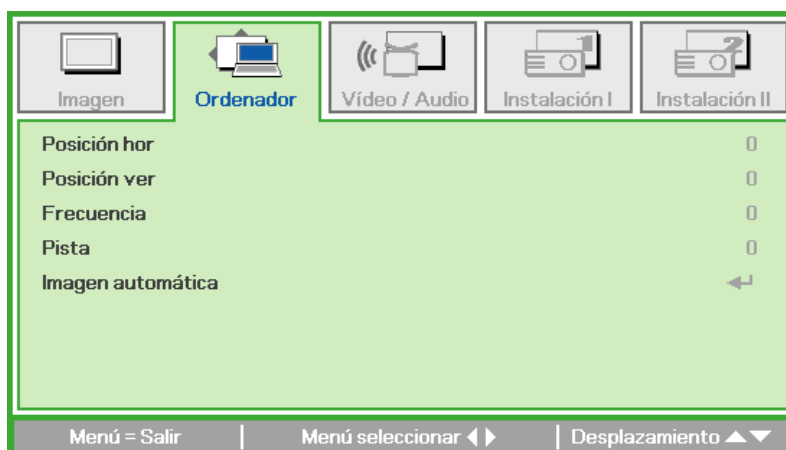 Imagen
Ordenador
Vídeo / Audio
Instalación I
Instalación II
Posición hor 0
Posición ver 0
Frecuencia 0
Pista 0
Imagen automática
Menú = Salir
Menú seleccionar
Desplazamiento